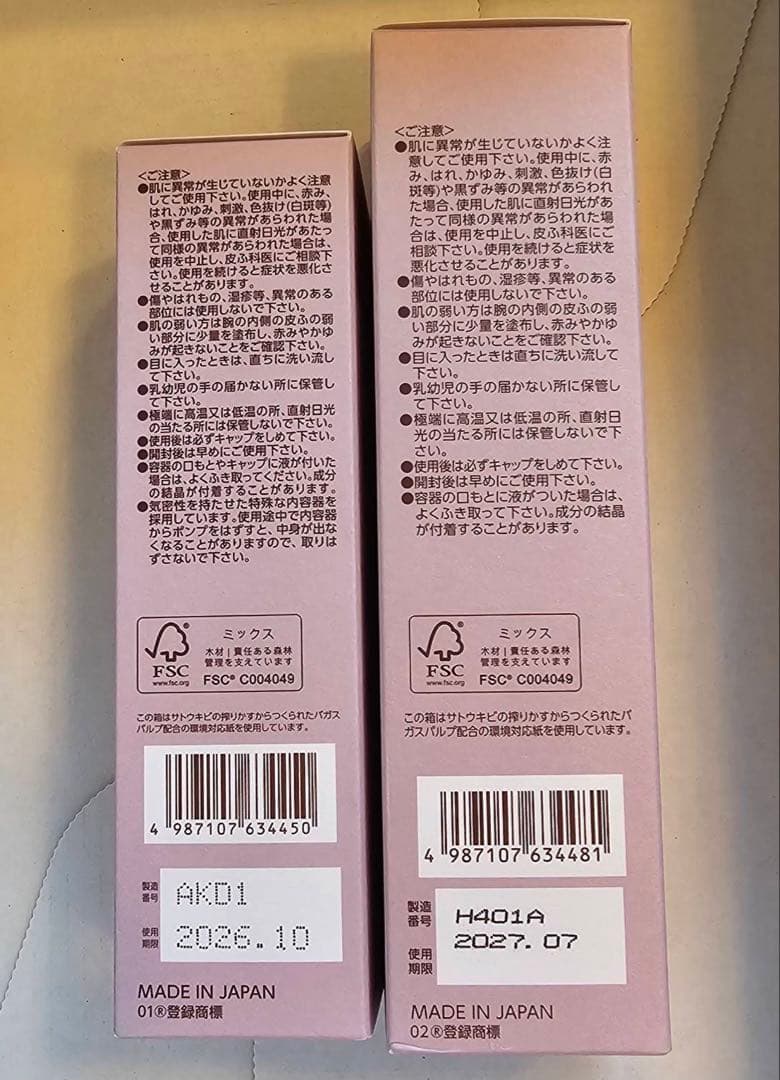 <ご注意>
●肌に異常が生じていないかよく注意
してご使用下さい。使用中に、赤み、
はれ、かゆみ、刺激、色抜け(白斑等)
や黒ずみ等の異常があらわれた場
合、使用した肌に直射日光があたっ
て同様の異常があらわれた場合は、
使用を中止し、皮ふ科医にご相談下
さい。使用を続けると症状を悪化さ
せることがあります。
●傷やはれもの、湿疹等、異常のある
部位には使用しないで下さい。
●肌の弱い方は腕の内側の皮ふの弱
い部分に少量を塗布し、赤みやかゆ
みが起きないことをご確認下さい。
●目に入ったときは、直ちに洗い流し
て下さい。
●乳幼児の手の届かない所に保管し
て下さい。
●極端に高温又は低温の所、直射日光
の当たる所には保管しないで下さい。
●使用後は必ずキャップをしめて下さい。
●開封後は早めにご使用下さい。
●容器の口もとやキャップに液が付いた
場合は、よくふき取ってください。成分
の結晶が付着することがあります。
●気密性を持たせた特殊な内容器を
採用しています。使用途中で内容器
からポンプをはずすと、中身が出な
くなることがありますので、取りは
ずさないで下さい。
FSC
www.fsc.org
ミックス
木材|責任ある森林
管理を支えています
FSC® C004049
この箱はサトウキビの搾りかすからつくられたバガス
パルプ配合の環境対応紙を使用しています。
4 987107 634450
製造
番号
AKD1
使用
期限
2026.10
MADE IN JAPAN
01®登録商標
<ご注意>
●肌に異常が生じていないかよく注
意してご使用下さい。使用中に、赤
み、はれ、かゆみ、刺激、色抜け(白
斑等)や黒ずみ等の異常があらわれ
た場合、使用した肌に直射日光があ
たって同様の異常があらわれた場
合は、使用を中止し、皮ふ科医にご
相談下さい。使用を続けると症状を
悪化させることがあります。
●傷やはれもの、湿疹等、異常のある
部位には使用しないで下さい。
●肌の弱い方は腕の内側の皮ふの弱
い部分に少量を塗布し、赤みやかゆ
みが起きないことをご確認下さい。
●目に入ったときは直ちに洗い流して
下さい。
●乳幼児の手の届かない所に保管し
て下さい。
●極端に高温又は低温の所、直射日
光の当たる所には保管しないで下
さい。
●使用後は必ずキャップをしめて下さい。
●開封後は早めにご使用下さい。
●容器の口もとに液がついた場合は、
よくふき取って下さい。成分の結晶
が付着することがあります。
FSC
www.fsc.org
ミックス
木材|責任ある森林
管理を支えています
FSC® C004049
この箱はサトウキビの搾りかすからつくられたバ
ガスパルプ配合の環境対応紙を使用しています。
4 987107 634481
製造
番号
H401A
使用
期限
2027.07
MADE IN JAPAN
02®登録商標